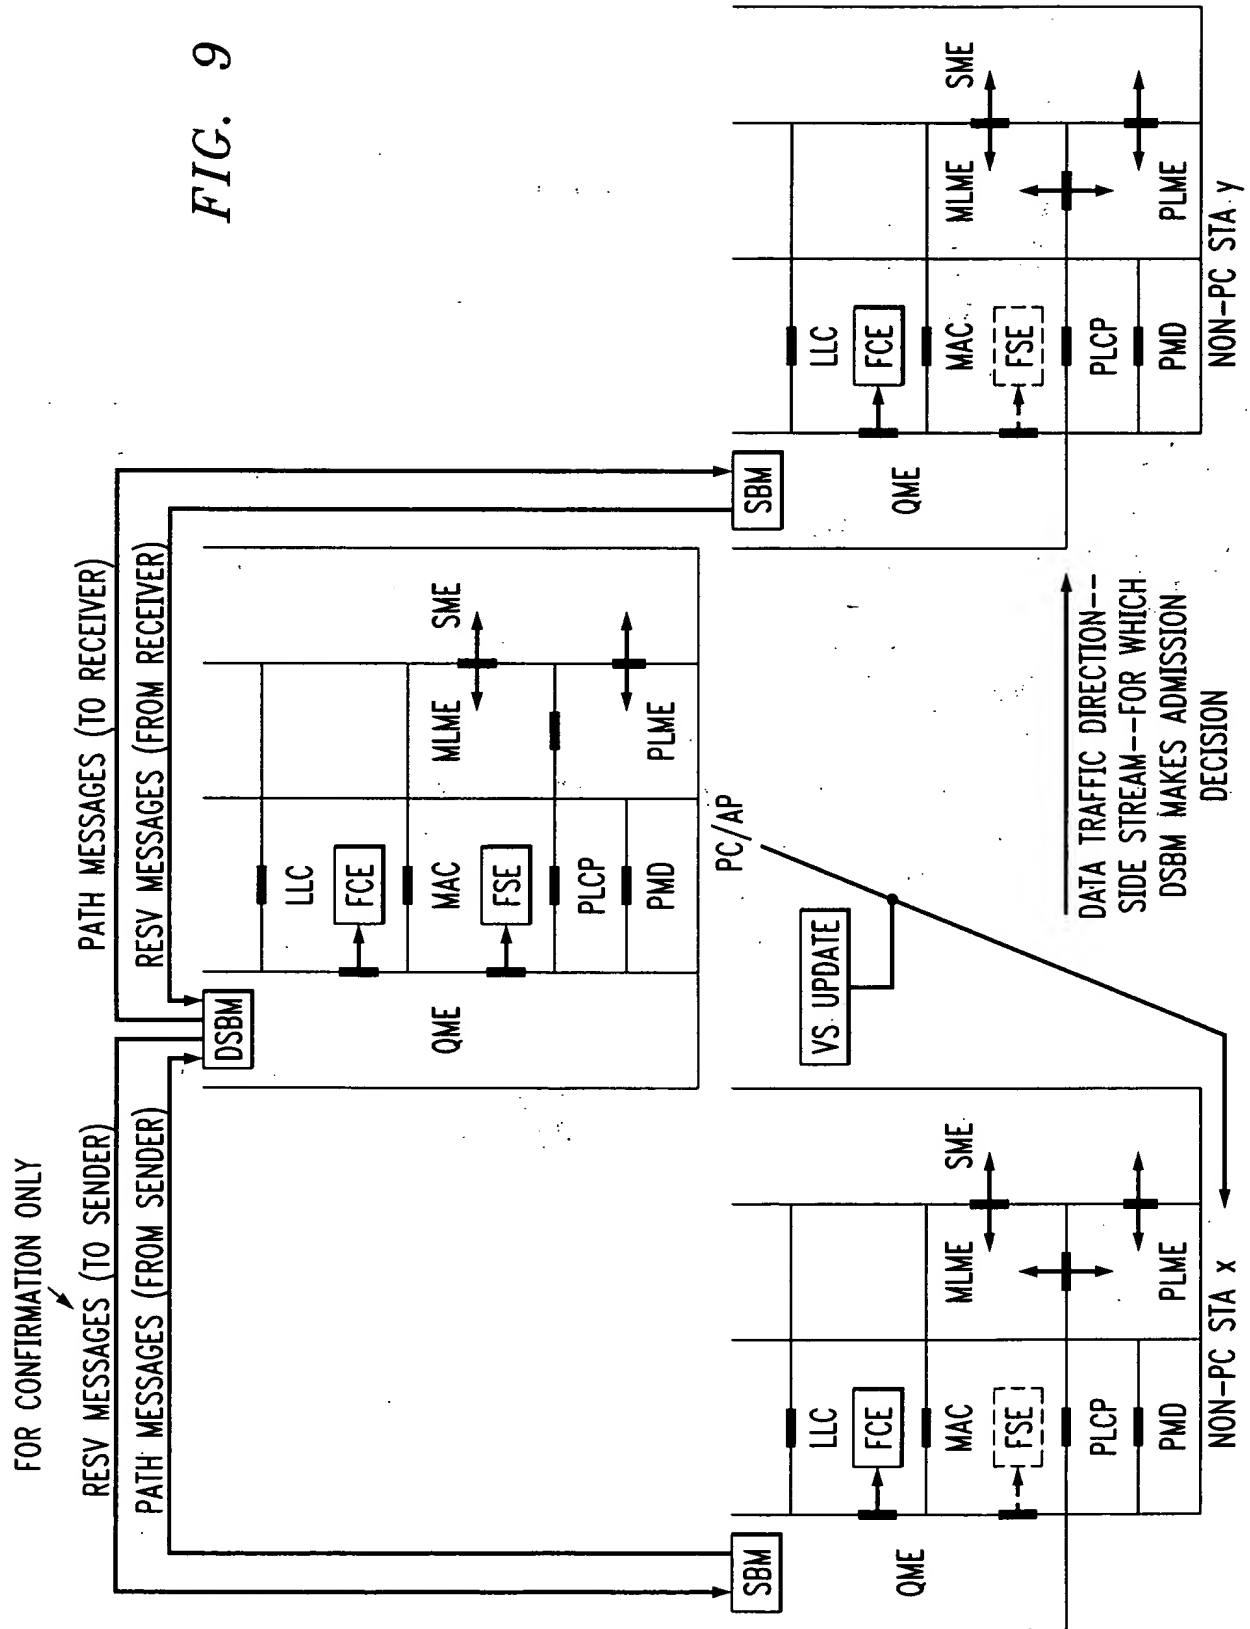 FIG. 9
FOR CONFIRMATION ONLY
RESV MESSAGES (TO SENDER)
PATH MESSAGES (FROM SENDER)
PATH MESSAGES (TO RECEIVER)
RESV MESSAGES (FROM RECEIVER)
DSBM
QME
LLC
FCE
MAC
FSE
PLCP
PMD
MLME
SME
PLME
PC/AP
SBM
QME
LLC
FCE
MAC
FSE
PLCP
PMD
MLME
SME
PLME
NON-PC STA x
VS UPDATE
DATA TRAFFIC DIRECTION--
SIDE STREAM--FOR WHICH
DSBM MAKES ADMISSION
DECISION
SBM
QME
LLC
FCE
MAC
FSE
PLCP
PMD
MLME
SME
PLME
NON-PC STA y